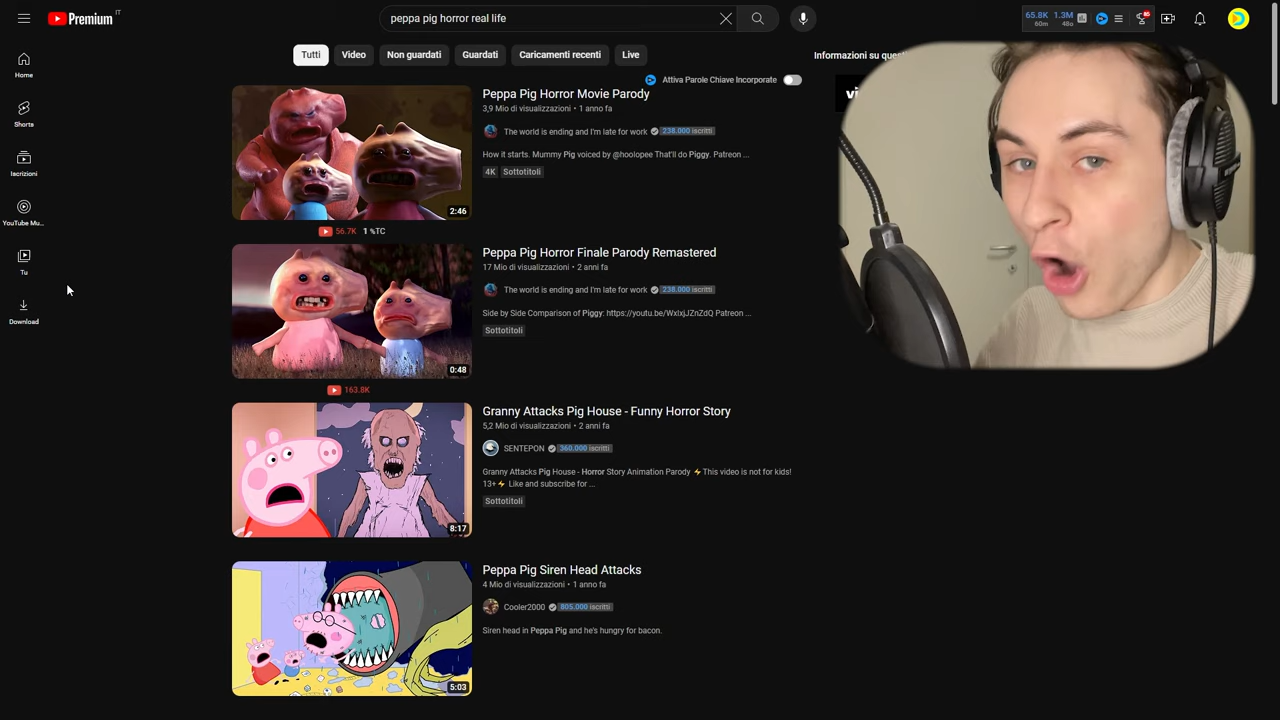 Premium IT
peppa pig horror real life
65.8K 1.3M
60m 48o
Tutti Video Non guardati Guardati Caricamenti recenti Live
Informazioni su
Attiva Parole Chiave Incorporate
Home
Shorts
Iscrizioni
YouTube Mu...
Tu
Download
Peppa Pig Horror Movie Parody
3,9 Mio di visualizzazioni • 1 anno fa
The world is ending and I'm late for work 238.000 iscritti
How it starts. Mummy Pig voiced by @hoolopee That'll do Piggy. Patreon ...
4K Sottotitoli
2:46
56.7K 1 %TC
Peppa Pig Horror Finale Parody Remastered
17 Mio di visualizzazioni • 2 anni fa
The world is ending and I'm late for work 238.000 iscritti
Side by Side Comparison of Piggy: https://youtu.be/WxIxjJZnZdQ Patreon ...
Sottotitoli
0:48
163.8K
Granny Attacks Pig House - Funny Horror Story
5,2 Mio di visualizzazioni • 2 anni fa
SENTEPON 360.000 iscritti
Granny Attacks Pig House - Horror Story Animation Parody ⚡This video is not for kids!
13+⚡ Like and subscribe for ...
Sottotitoli
8:17
Peppa Pig Siren Head Attacks
4 Mio di visualizzazioni • 1 anno fa
Cooler2000 805.000 iscritti
Siren head in Peppa Pig and he's hungry for bacon.
5:03